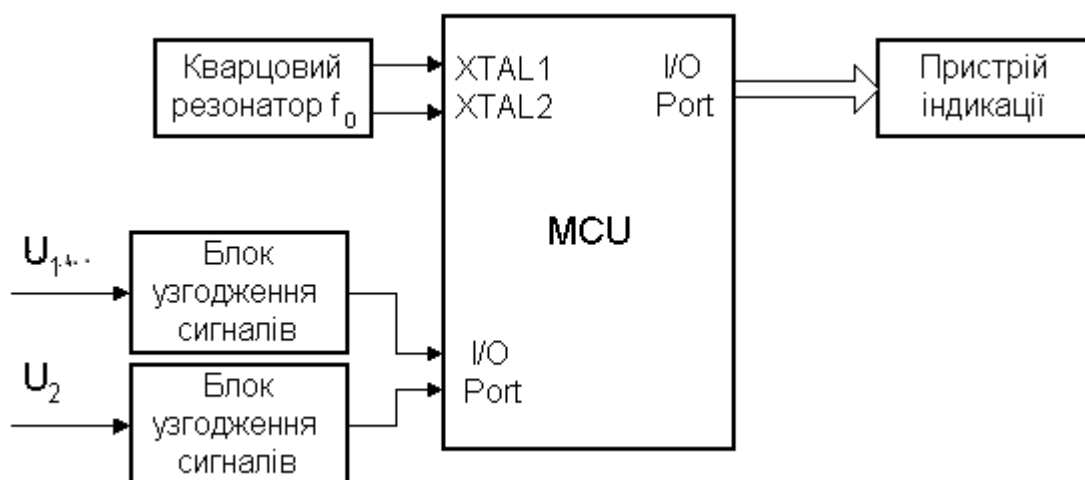 Кварцовий
резонатор f₀
XTAL1
XTAL2
I/O
Port
Пристрій
індикації
MCU
U₁
Блок
узгодження
сигналів
I/O
Port
U₂
Блок
узгодження
сигналів